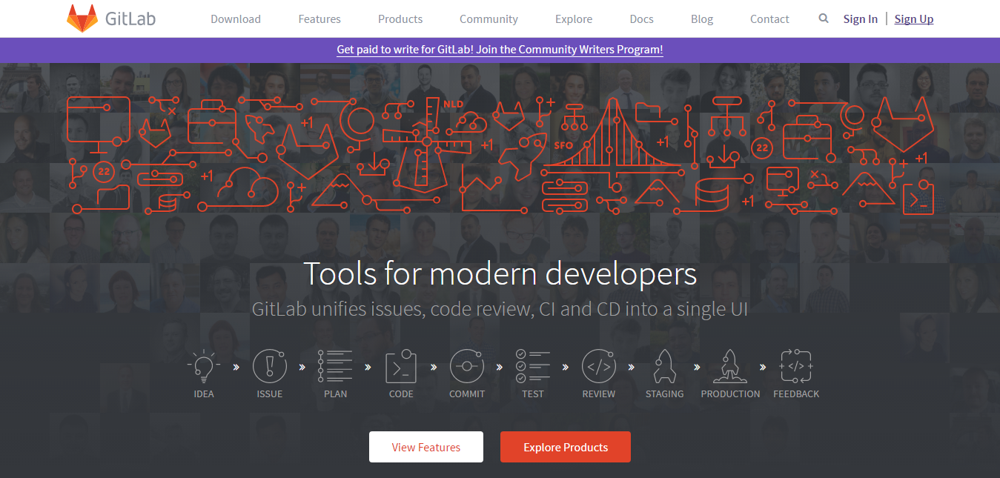 GitLab Download Features Products Community Explore Docs Blog Contact Sign In Sign Up
Get paid to write for GitLab! Join the Community Writers Program!
NLD
+1 +1 SFO +1 22
22 +1 +1 +1
Tools for modern developers
GitLab unifies issues, code review, CI and CD into a single UI
IDEA ISSUE PLAN CODE COMMIT TEST REVIEW STAGING PRODUCTION FEEDBACK
View Features Explore Products